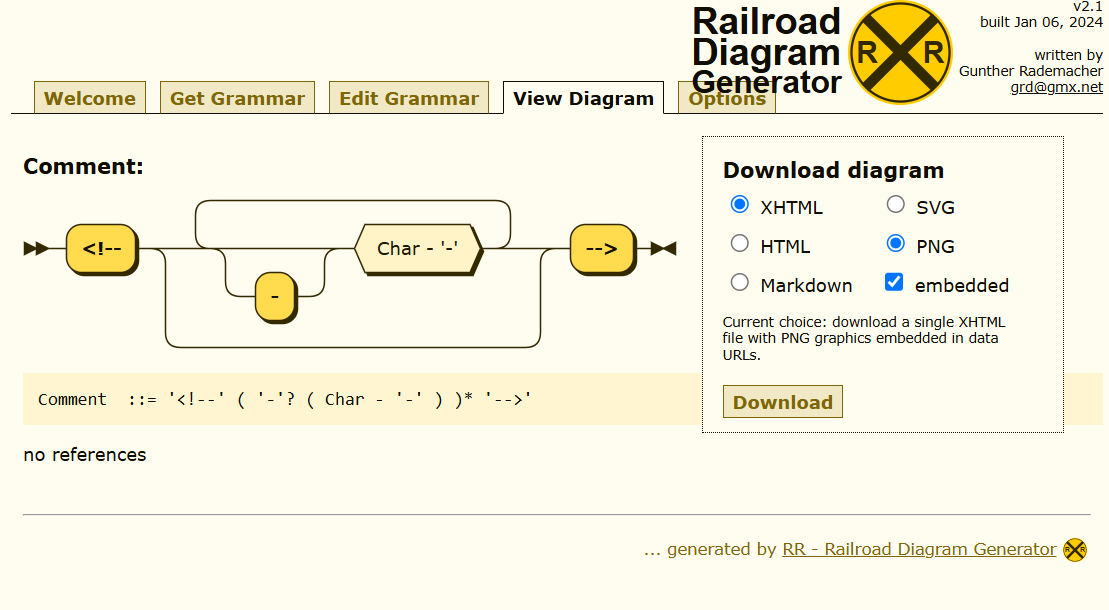 Railroad
Diagram
Generator
R R
v2.1
built Jan 06, 2024
written by
Gunther Rademacher
grd@gmx.net
Welcome
Get Grammar
Edit Grammar
View Diagram
Options
Comment:
<!--
-
Char - '-'
-->
Comment ::= '<!--' ( '-'? ( Char - '-' ) )* '-->'
no references
Download diagram
XHTML
SVG
HTML
PNG
Markdown
embedded
Current choice: download a single XHTML
file with PNG graphics embedded in data
URLs.
Download
... generated by RR - Railroad Diagram Generator
R R